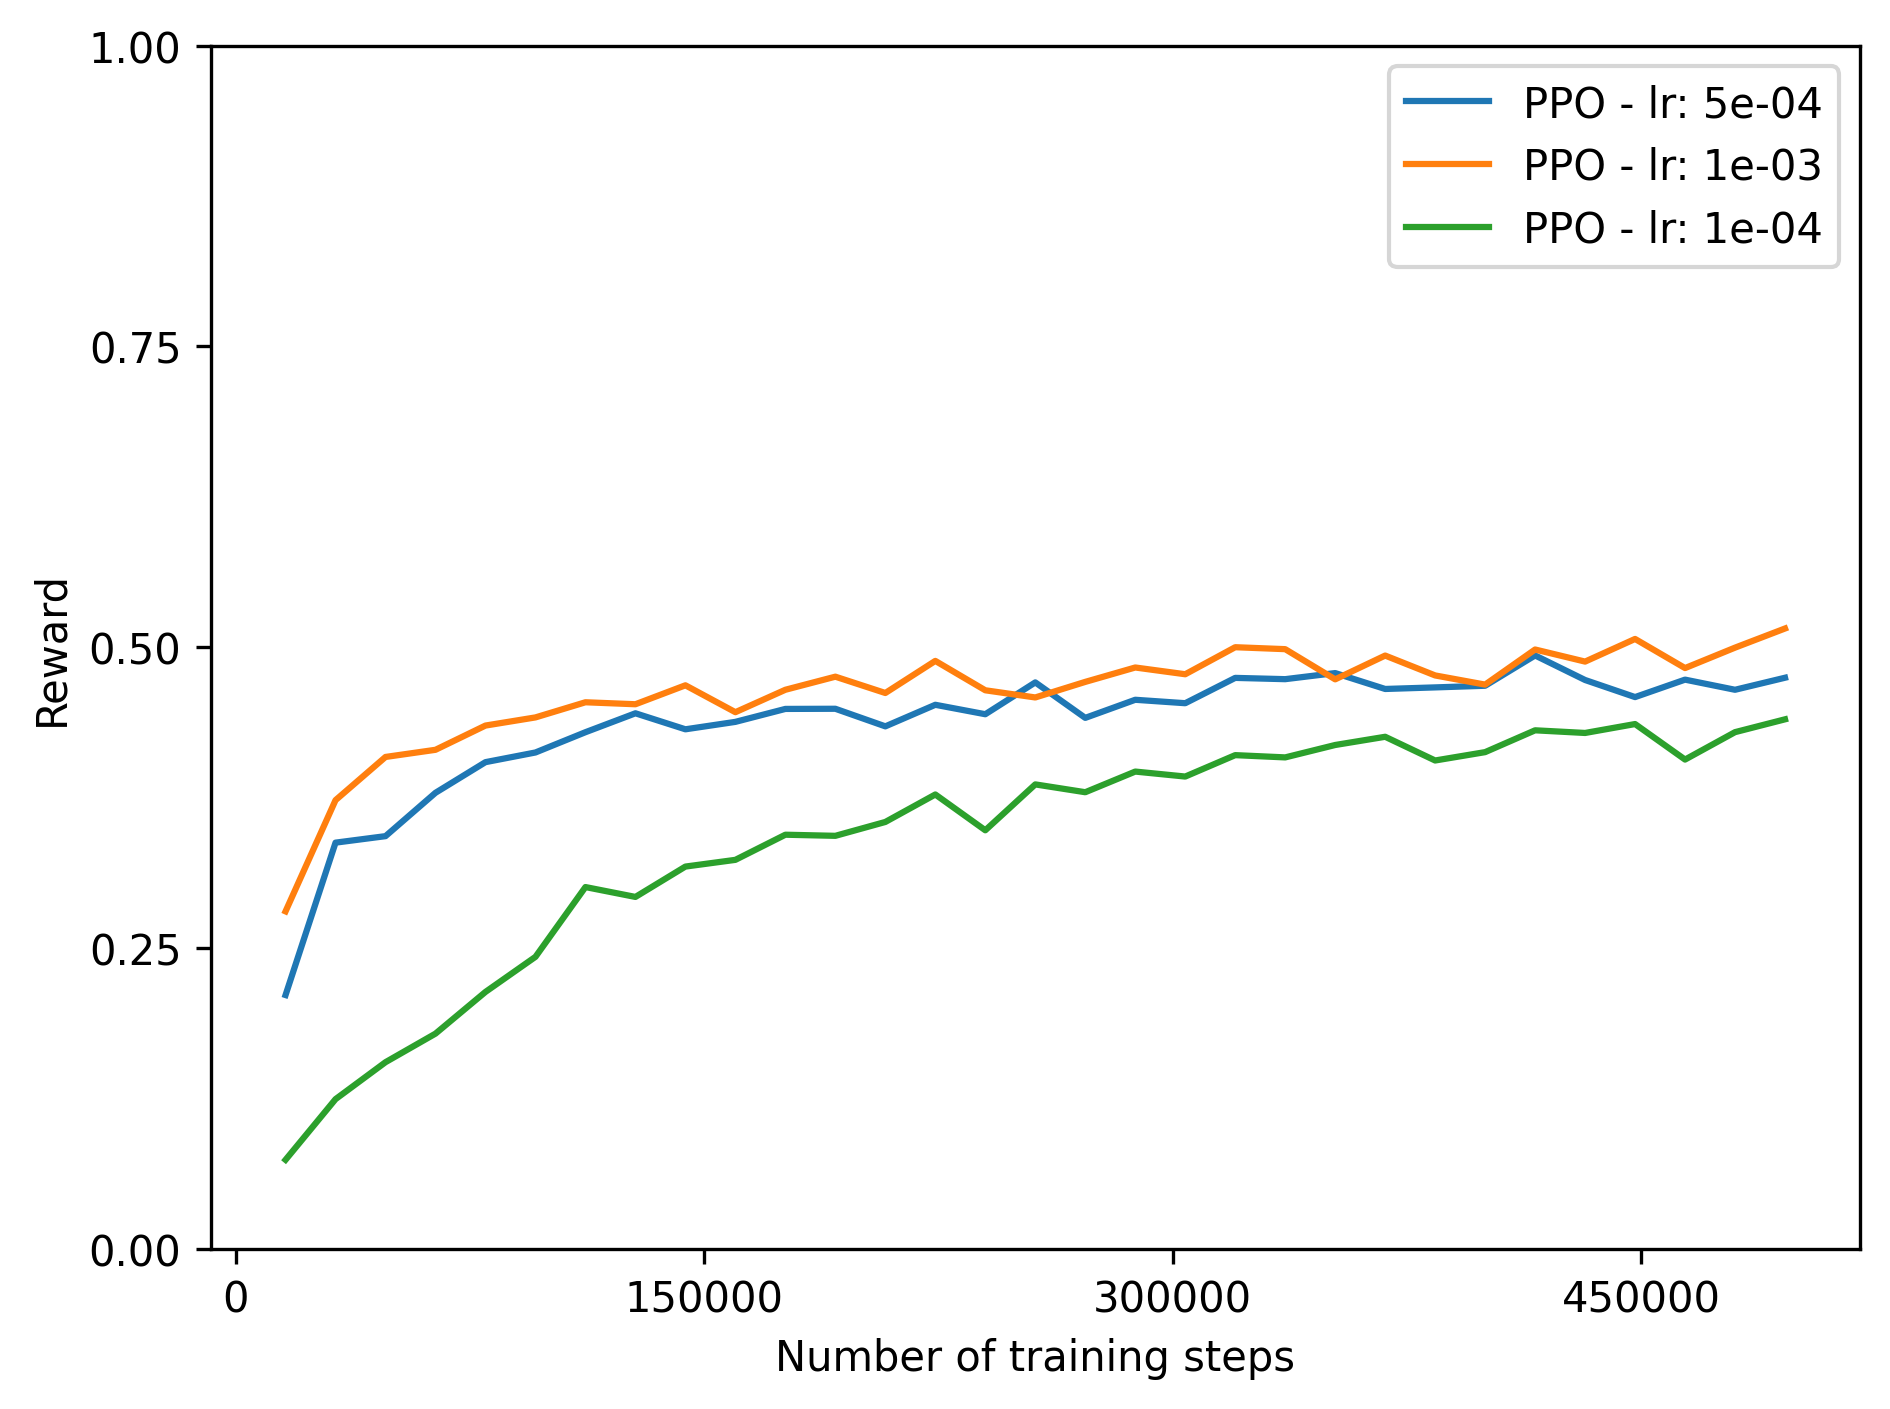 1.00
0.75
0.50
0.25
0.00
Reward
0
150000
300000
450000
Number of training steps
PPO - lr: 5e-04
PPO - lr: 1e-03
PPO - lr: 1e-04